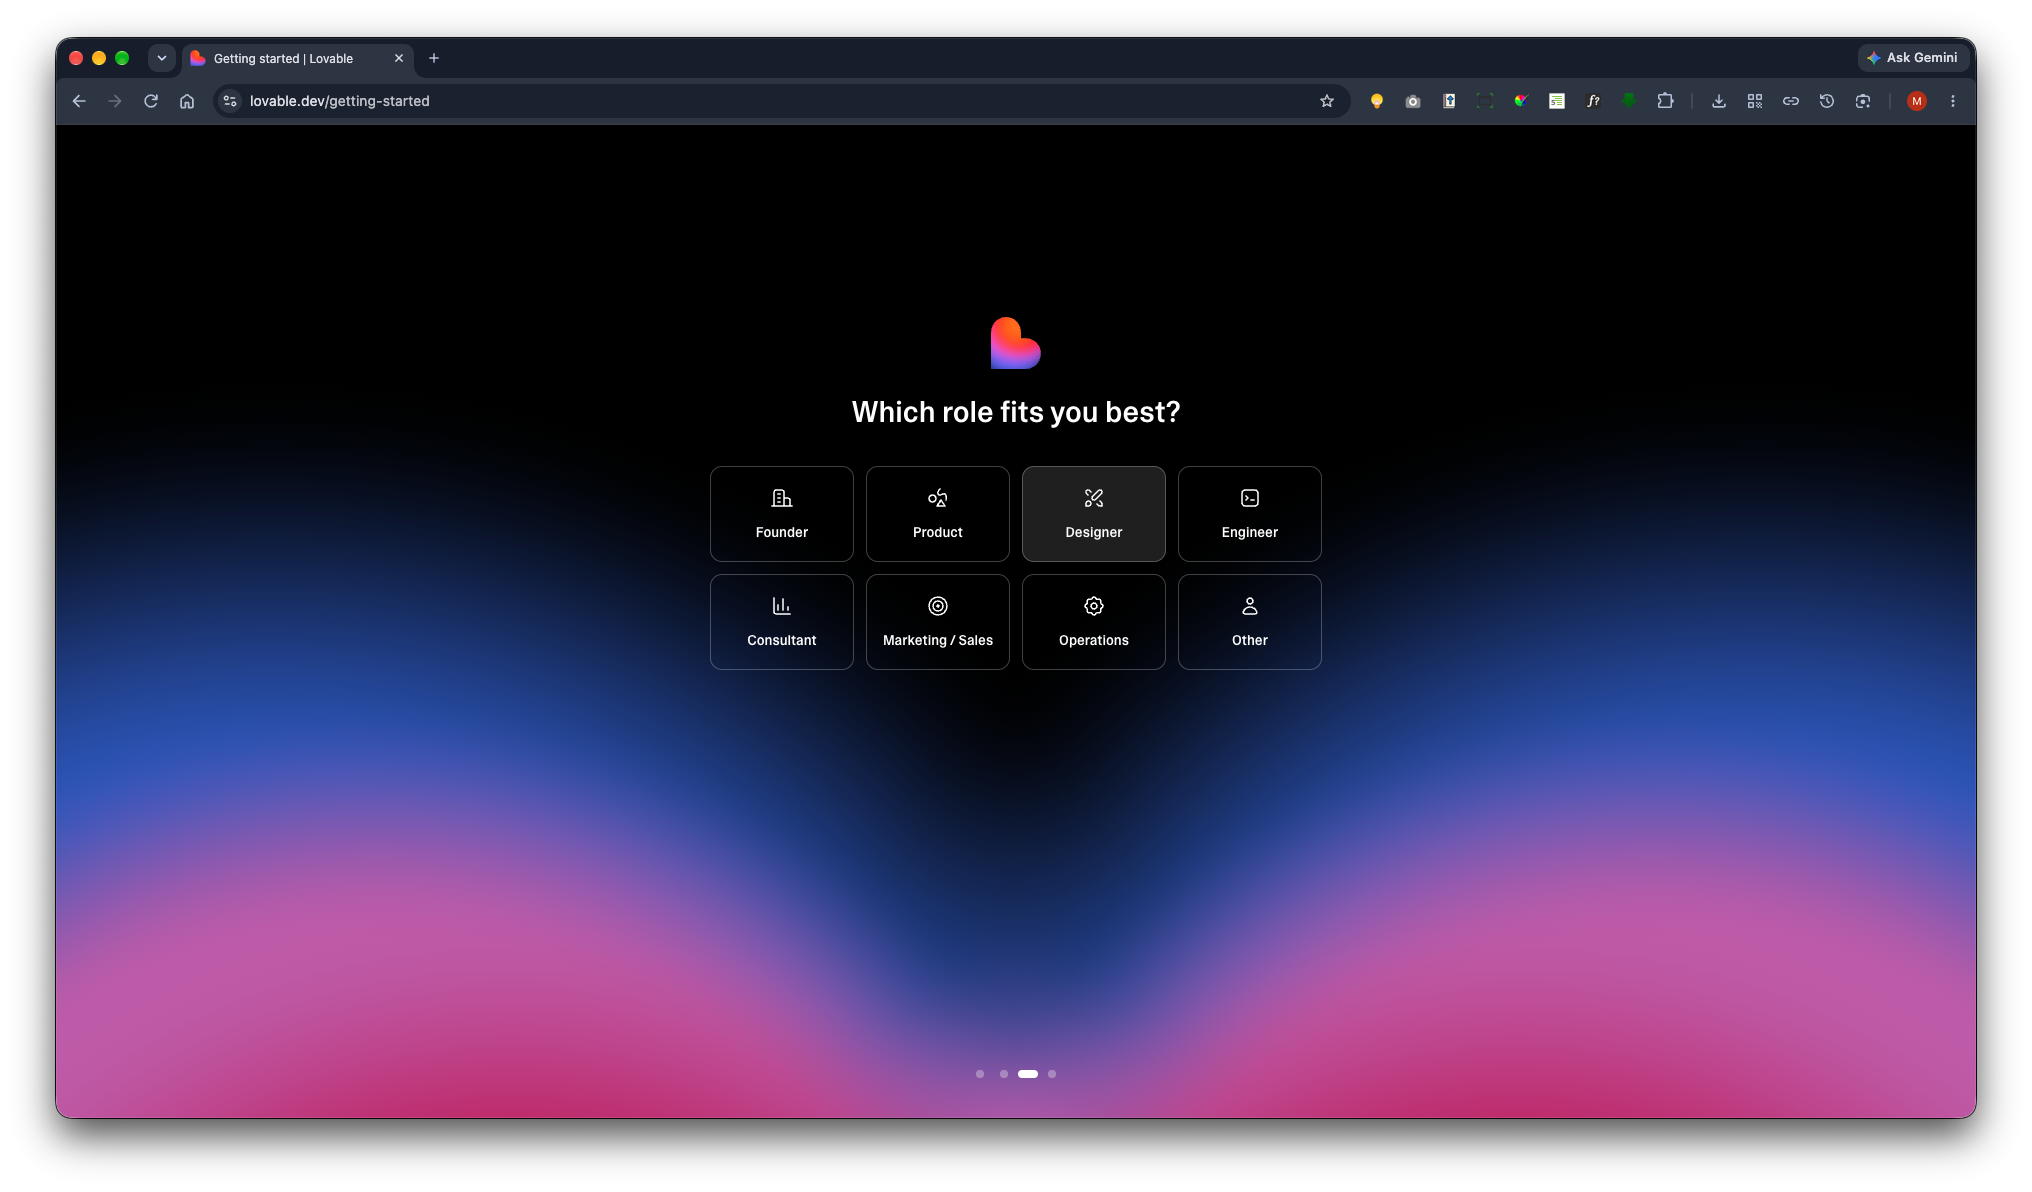 Getting started | Lovable
Ask Gemini
lovable.dev/getting-started
M
Which role fits you best?
Founder
Product
Designer
Engineer
Consultant
Marketing / Sales
Operations
Other